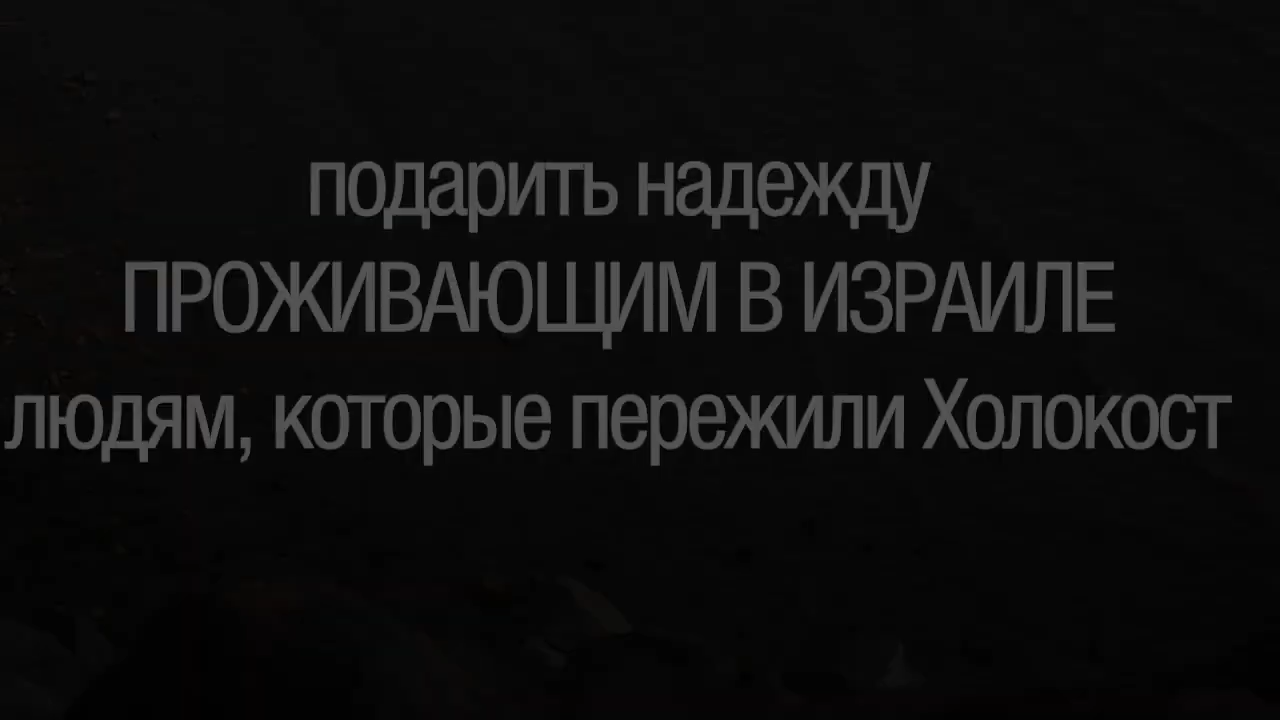 подарить надежду
ПРОЖИВАЮЩИМ В ИЗРАИЛЕ
людям, которые пережили Холокост